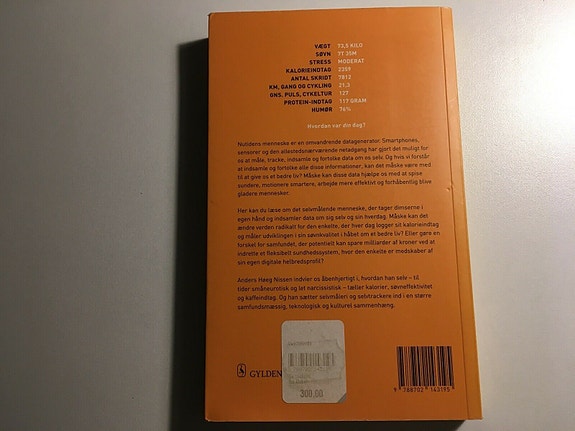 VÆGT 73,5 KILO
SØVN 7T 30M
STRESS MODERAT
KALORIEINDTAG 2359
ANTAL SKRIDT 7812
KM, GANG OG CYKLING 21,3
GNS. PULS, CYKELTUR 127
PROTEIN-INDTAG 117 GRAM
HUMØR 76%
Hvordan var din dag?
Nutidens menneske er en omvandrende datagenerator. Smartphones,
sensorer og den allestedsnærværende netadgang har gjort det muligt for
os at måle, tracke, indsamle og fortolke data om os selv. Og hvis vi forstår
at indsamle og fortolke alle disse informationer, kan det måske være med
til at give os et bedre liv? Måske kan disse data hjælpe os med at spise
sundere, motionere smartere, arbejde mere effektivt og forhåbentlig blive
gladere mennesker.
Her kan du læse om det selvmålende menneske, der tager dimserne i
egen hånd og indsamler data om sig selv og sin hverdag. Måske kan det
ændre verden radikalt for den enkelte, der hver dag logger sit kalorieindtag
og måler udviklingen i sin søvnkvalitet i håbet om et bedre liv? Eller gøre en
forskel for samfundet, der potentielt kan spare milliarder af kroner ved at
indrette et fleksibelt sundhedssystem, hvor den enkelte er medskaber af
sin egen digitale helbredsprofil?
Anders Høeg Nissen indvier os åbenhjertigt i, hvordan han selv – til
tider småneurotisk og let narcissistisk – tæller kalorier, søvneffektivitet
og kaffeindtag. Og han sætter selvmåleri og selvtrackere ind i en større
samfundsmæssig, teknologisk og kulturel sammenhæng.
GYLDEN
300,00
9 788702 143195